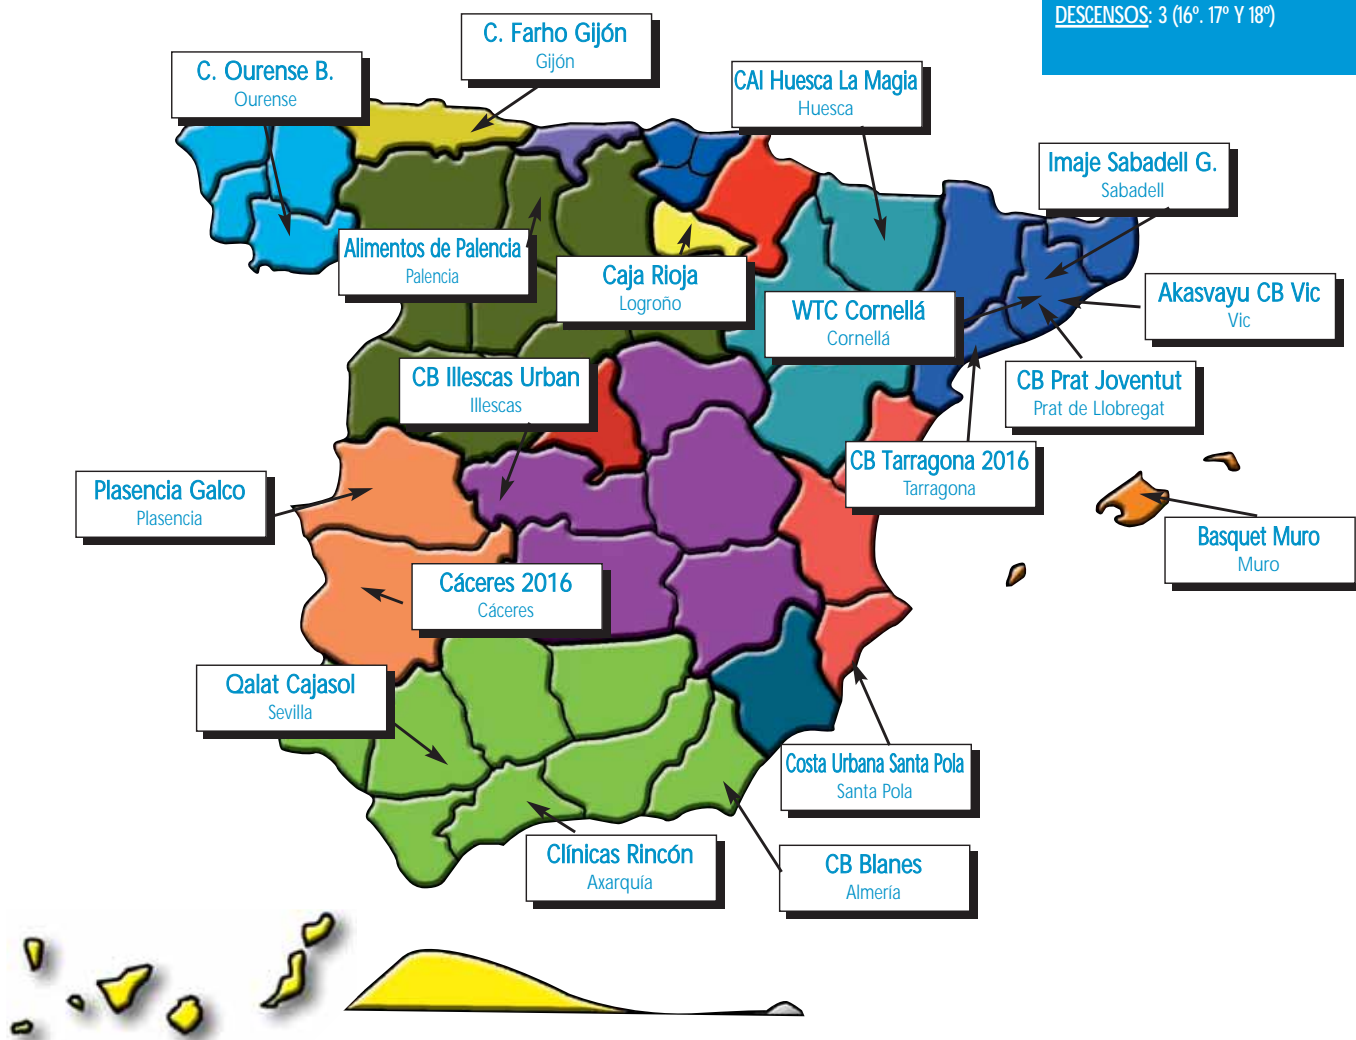 DESCENSOS: 3 (16º. 17º Y 18º)
C. Farho Gijón
Gijón
C. Ourense B.
Ourense
CAI Huesca La Magia
Huesca
Imaje Sabadell G.
Sabadell
Alimentos de Palencia
Palencia
Caja Rioja
Logroño
WTC Cornellá
Cornellá
Akasvayu CB Vic
Vic
CB Illescas Urban
Illescas
CB Prat Joventut
Prat de Llobregat
CB Tarragona 2016
Tarragona
Plasencia Galco
Plasencia
Basquet Muro
Muro
Cáceres 2016
Cáceres
Qalat Cajasol
Sevilla
Costa Urbana Santa Pola
Santa Pola
Clínicas Rincón
Axarquía
CB Blanes
Almería